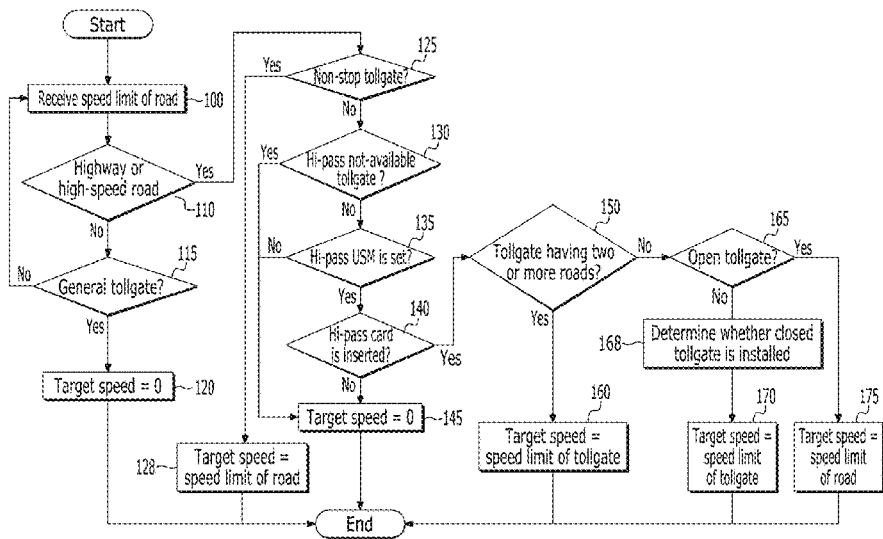 Start
Receive speed limit of road
100
Highway or
high-speed road
110
Yes
No
General tollgate?
115
No
Yes
Target speed = 0
120
Non-stop tollgate?
125
Yes
No
Target speed =
speed limit of road
128
Hi-pass not-available
tollgate ?
130
Yes
No
Hi-pass USM is set?
135
No
Yes
Hi-pass card
is inserted?
140
Yes
No
Target speed = 0
145
Tollgate having two
or more roads?
150
No
Yes
Target speed =
speed limit of tollgate
160
Open tollgate?
165
Yes
No
Determine whether closed
tollgate is installed
168
Target speed =
speed limit
of tollgate
170
Target speed =
speed limit
of road
175
End